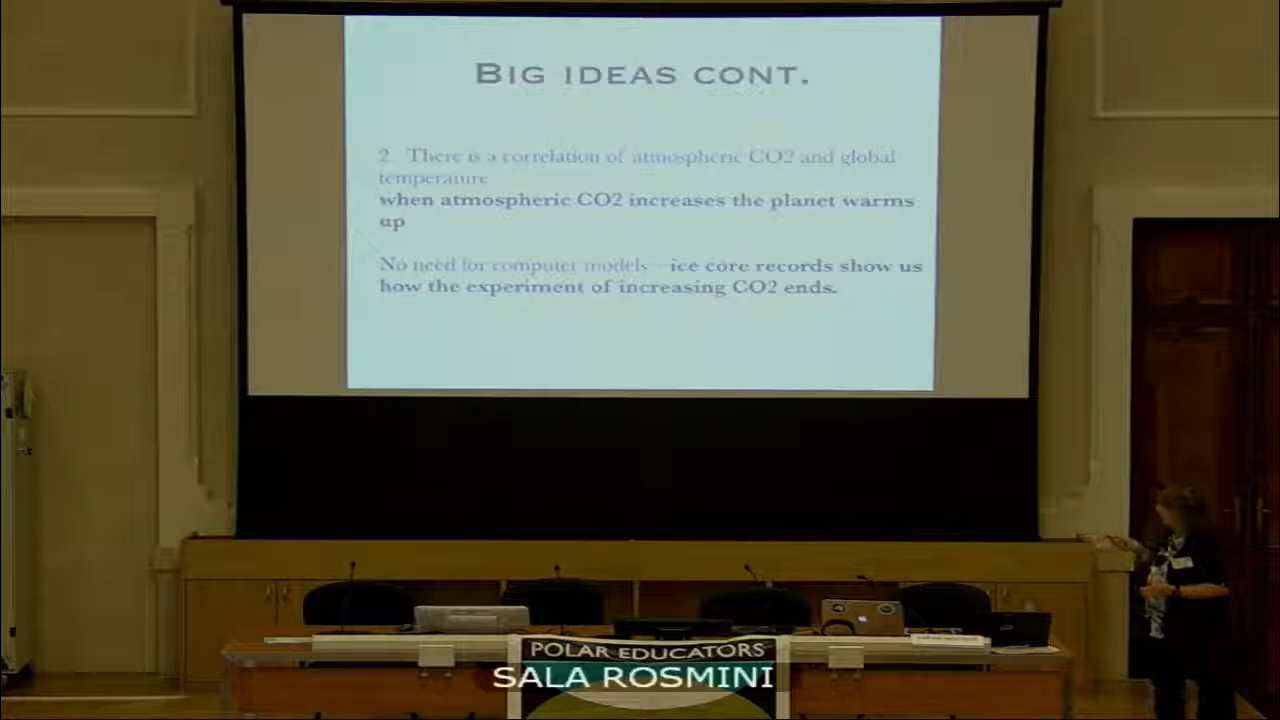 BIG IDEAS CONT.
2. There is a correlation of atmospheric CO2 and global
temperature
when atmospheric CO2 increases the planet warms
up
No need for computer models – ice core records show us
how the experiment of increasing CO2 ends.
POLAR EDUCATORS
SALA ROSMINI